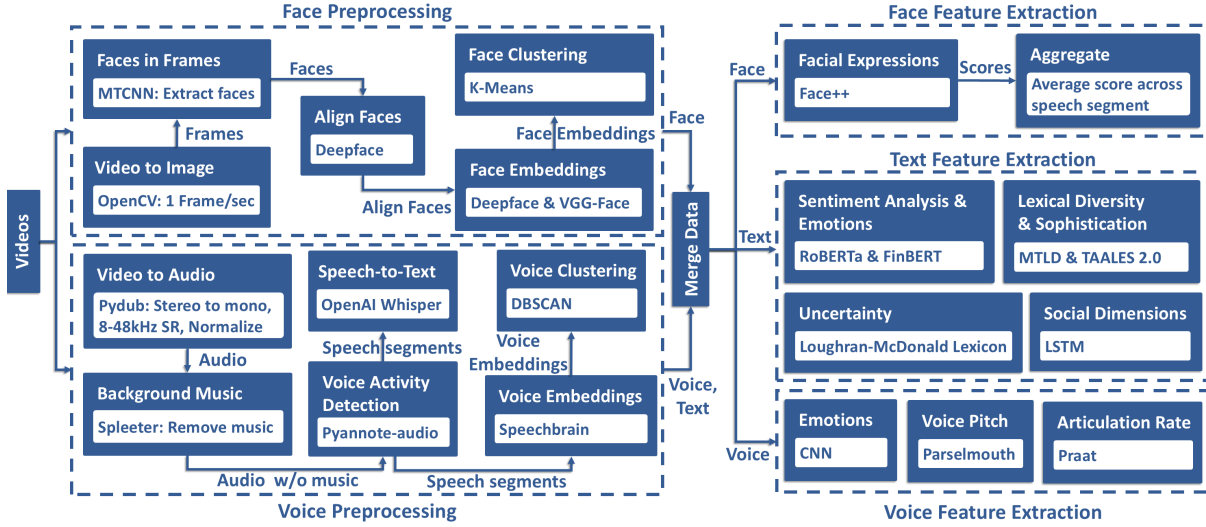 Videos
Face Preprocessing
Faces in Frames
MTCNN: Extract faces
Faces
Frames
Video to Image
OpenCV: 1 Frame/sec
Align Faces
Deepface
Align Faces
Face Clustering
K-Means
Face Embeddings
Face Embeddings
Deepface & VGG-Face
Face
Video to Audio
Pydub: Stereo to mono,
8-48kHz SR, Normalize
Audio
Background Music
Spleeter: Remove music
Audio w/o music
Speech-to-Text
OpenAI Whisper
Speech segments
Voice Activity
Detection
Pyannote-audio
Speech segments
Voice Clustering
DBSCAN
Voice
Embeddings
Voice Embeddings
Speechbrain
Voice Preprocessing
Voice,
Text
Merge Data
Face
Text
Voice
Face Feature Extraction
Facial Expressions
Face++
Scores
Aggregate
Average score across
speech segment
Text Feature Extraction
Sentiment Analysis &
Emotions
RoBERTa & FinBERT
Lexical Diversity
& Sophistication
MTLD & TAALES 2.0
Uncertainty
Loughran-McDonald Lexicon
Social Dimensions
LSTM
Emotions
CNN
Voice Pitch
Parselmouth
Articulation Rate
Praat
Voice Feature Extraction